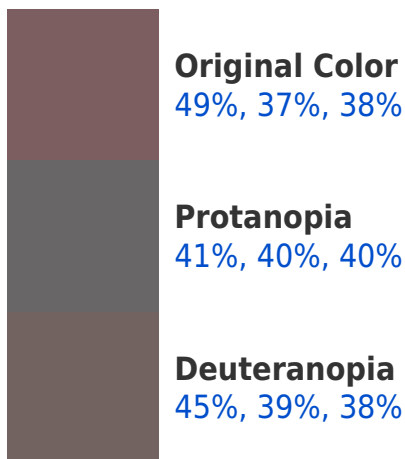 Original Color
49%, 37%, 38%
Protanopia
41%, 40%, 40%
Deuteranopia
45%, 39%, 38%